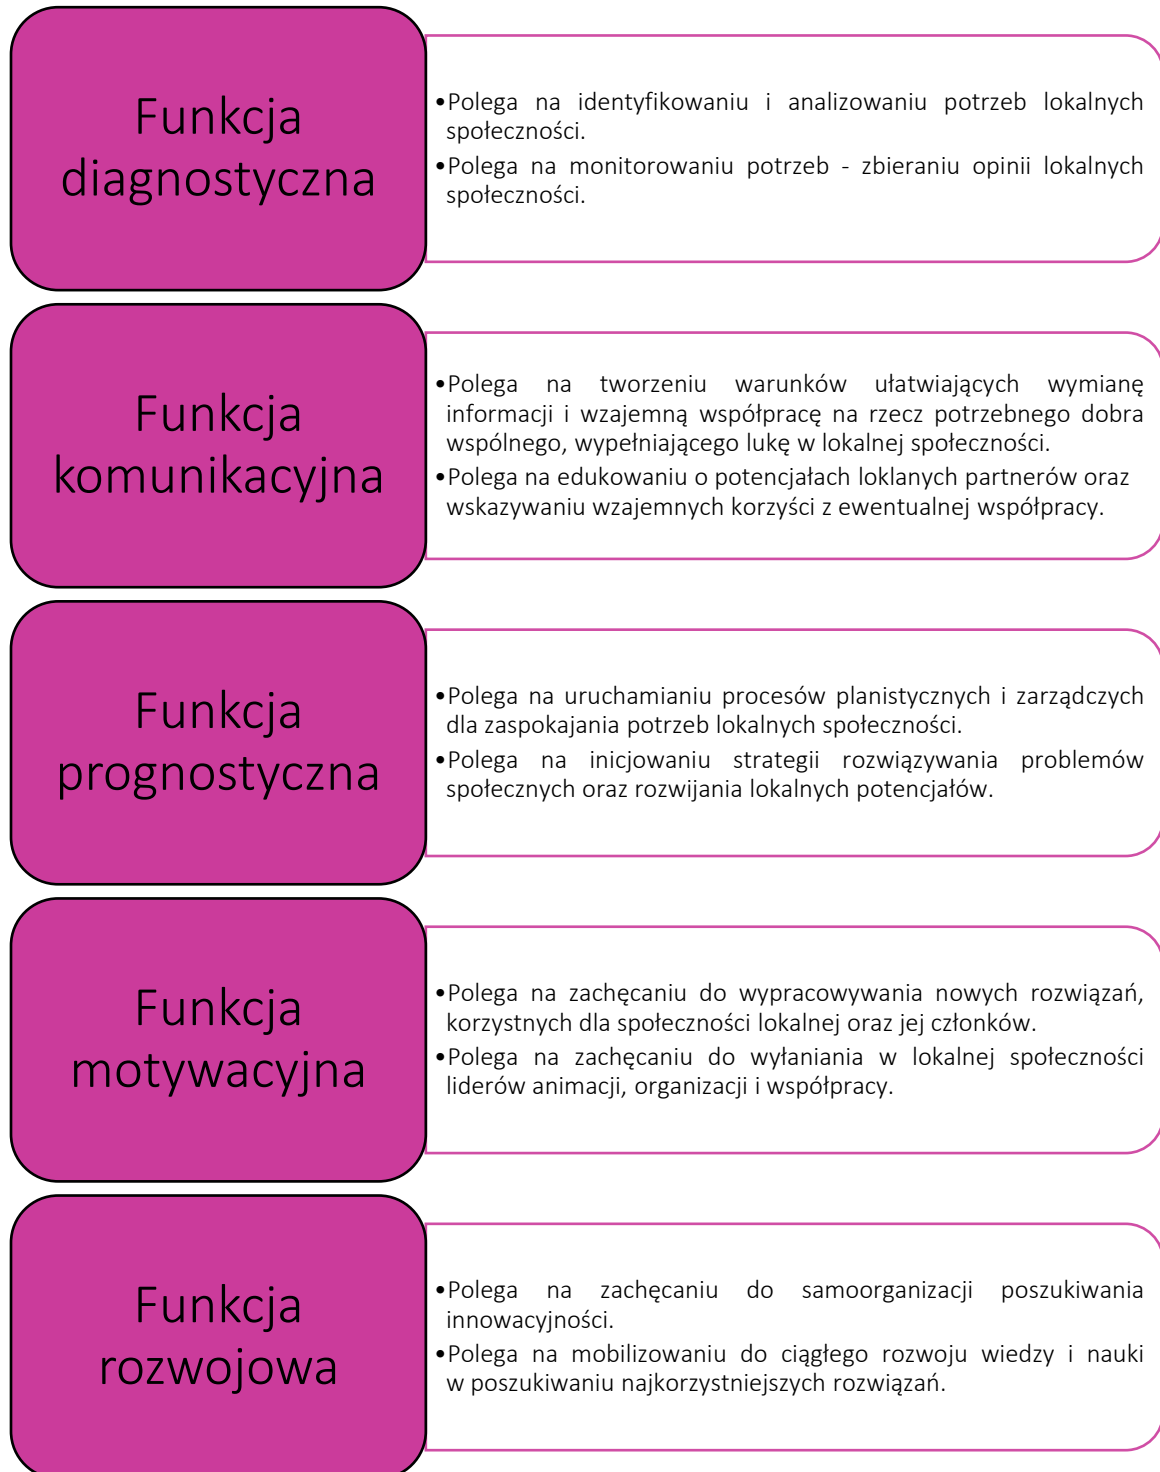 Funkcja
diagnostyczna
•Polega na identyfikowaniu i analizowaniu potrzeb lokalnych
społeczności.
•Polega na monitorowaniu potrzeb - zbieraniu opinii lokalnych
społeczności.
Funkcja
komunikacyjna
•Polega na tworzeniu warunków ułatwiających wymianę
informacji i wzajemną współpracę na rzecz potrzebnego dobra
wspólnego, wypełniającego lukę w lokalnej społeczności.
•Polega na edukowaniu o potencjałach loklanych partnerów oraz
wskazywaniu wzajemnych korzyści z ewentualnej współpracy.
Funkcja
prognostyczna
•Polega na uruchamianiu procesów planistycznych i zarządczych
dla zaspokajania potrzeb lokalnych społeczności.
•Polega na inicjowaniu strategii rozwiązywania problemów
społecznych oraz rozwijania lokalnych potencjałów.
Funkcja
motywacyjna
•Polega na zachęcaniu do wypracowywania nowych rozwiązań,
korzystnych dla społeczności lokalnej oraz jej członków.
•Polega na zachęcaniu do wyłaniania w lokalnej społeczności
liderów animacji, organizacji i współpracy.
Funkcja
rozwojowa
•Polega na zachęcaniu do samoorganizacji poszukiwania
innowacyjności.
•Polega na mobilizowaniu do ciągłego rozwoju wiedzy i nauki
w poszukiwaniu najkorzystniejszych rozwiązań.